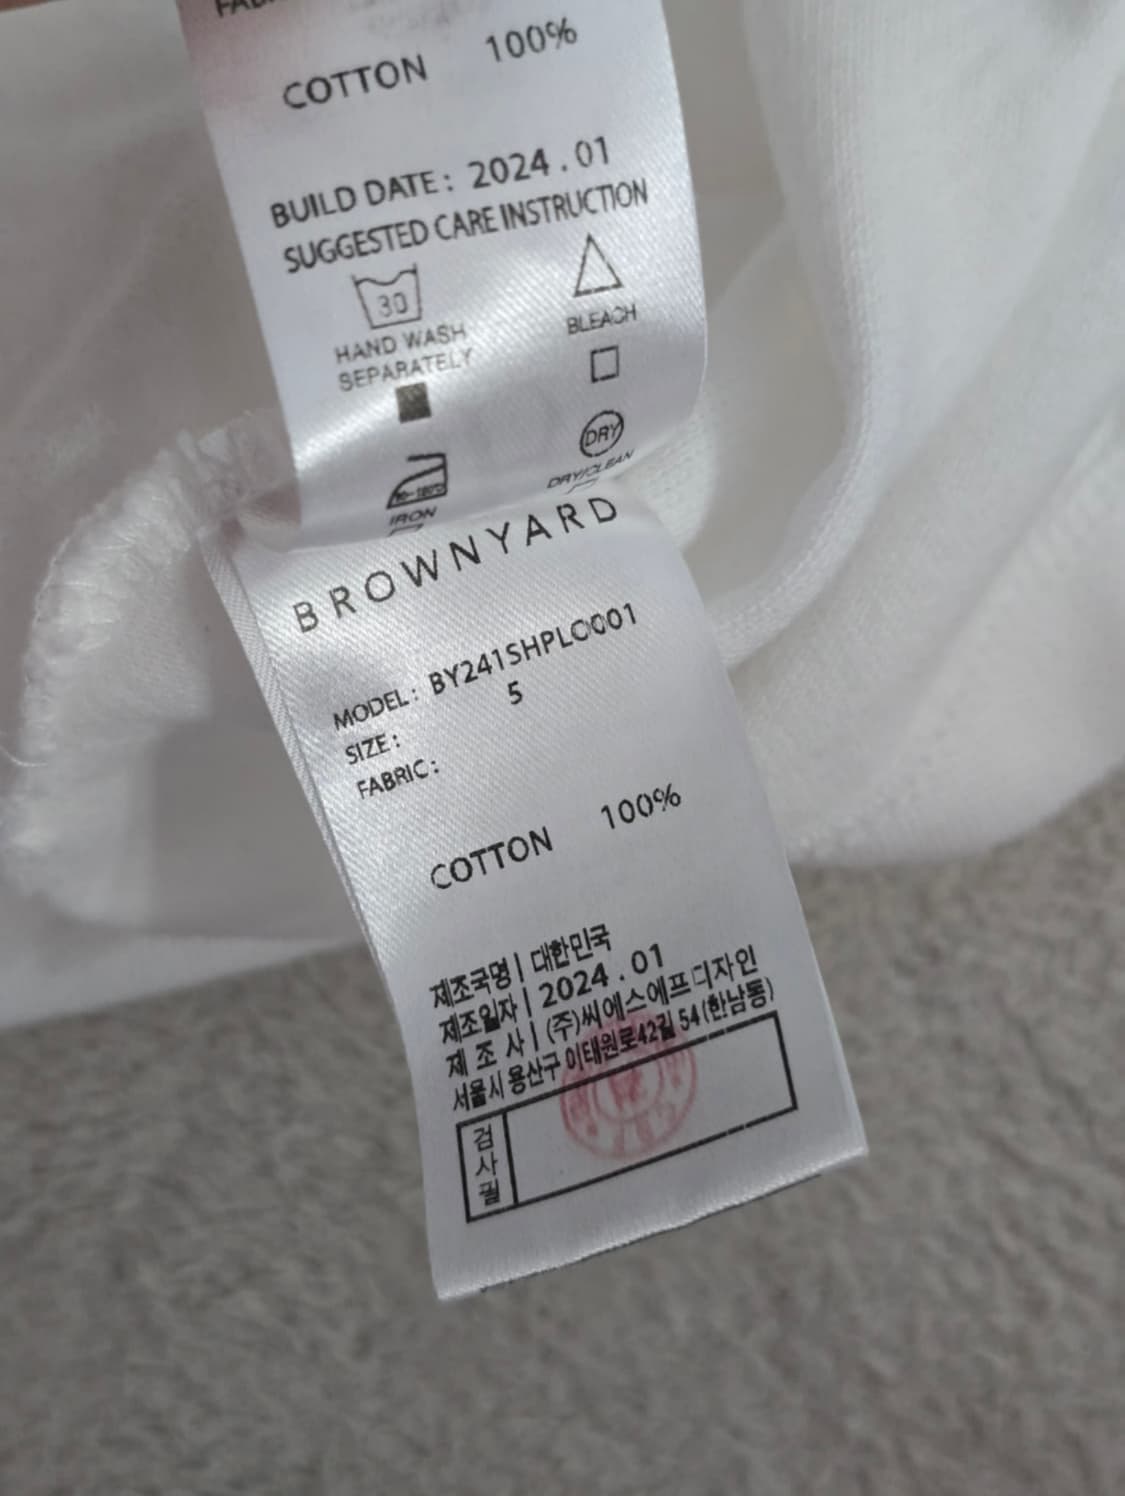 COTTON 100%
BUILD DATE: 2024.01
SUGGESTED CARE INSTRUCTION
30
HAND WASH
SEPARATELY
BLEACH
DRY
DRY/CLEAN
IRON
BROWNYARD
MODEL: BY241SHPLO001
SIZE: 5
FABRIC:
COTTON 100%
제조국명 | 대한민국
제조일자 | 2024.01
제 조 사 | (주)씨에스에프디자인
서울시 용산구 이태원로42길 54(한남동)
검사필